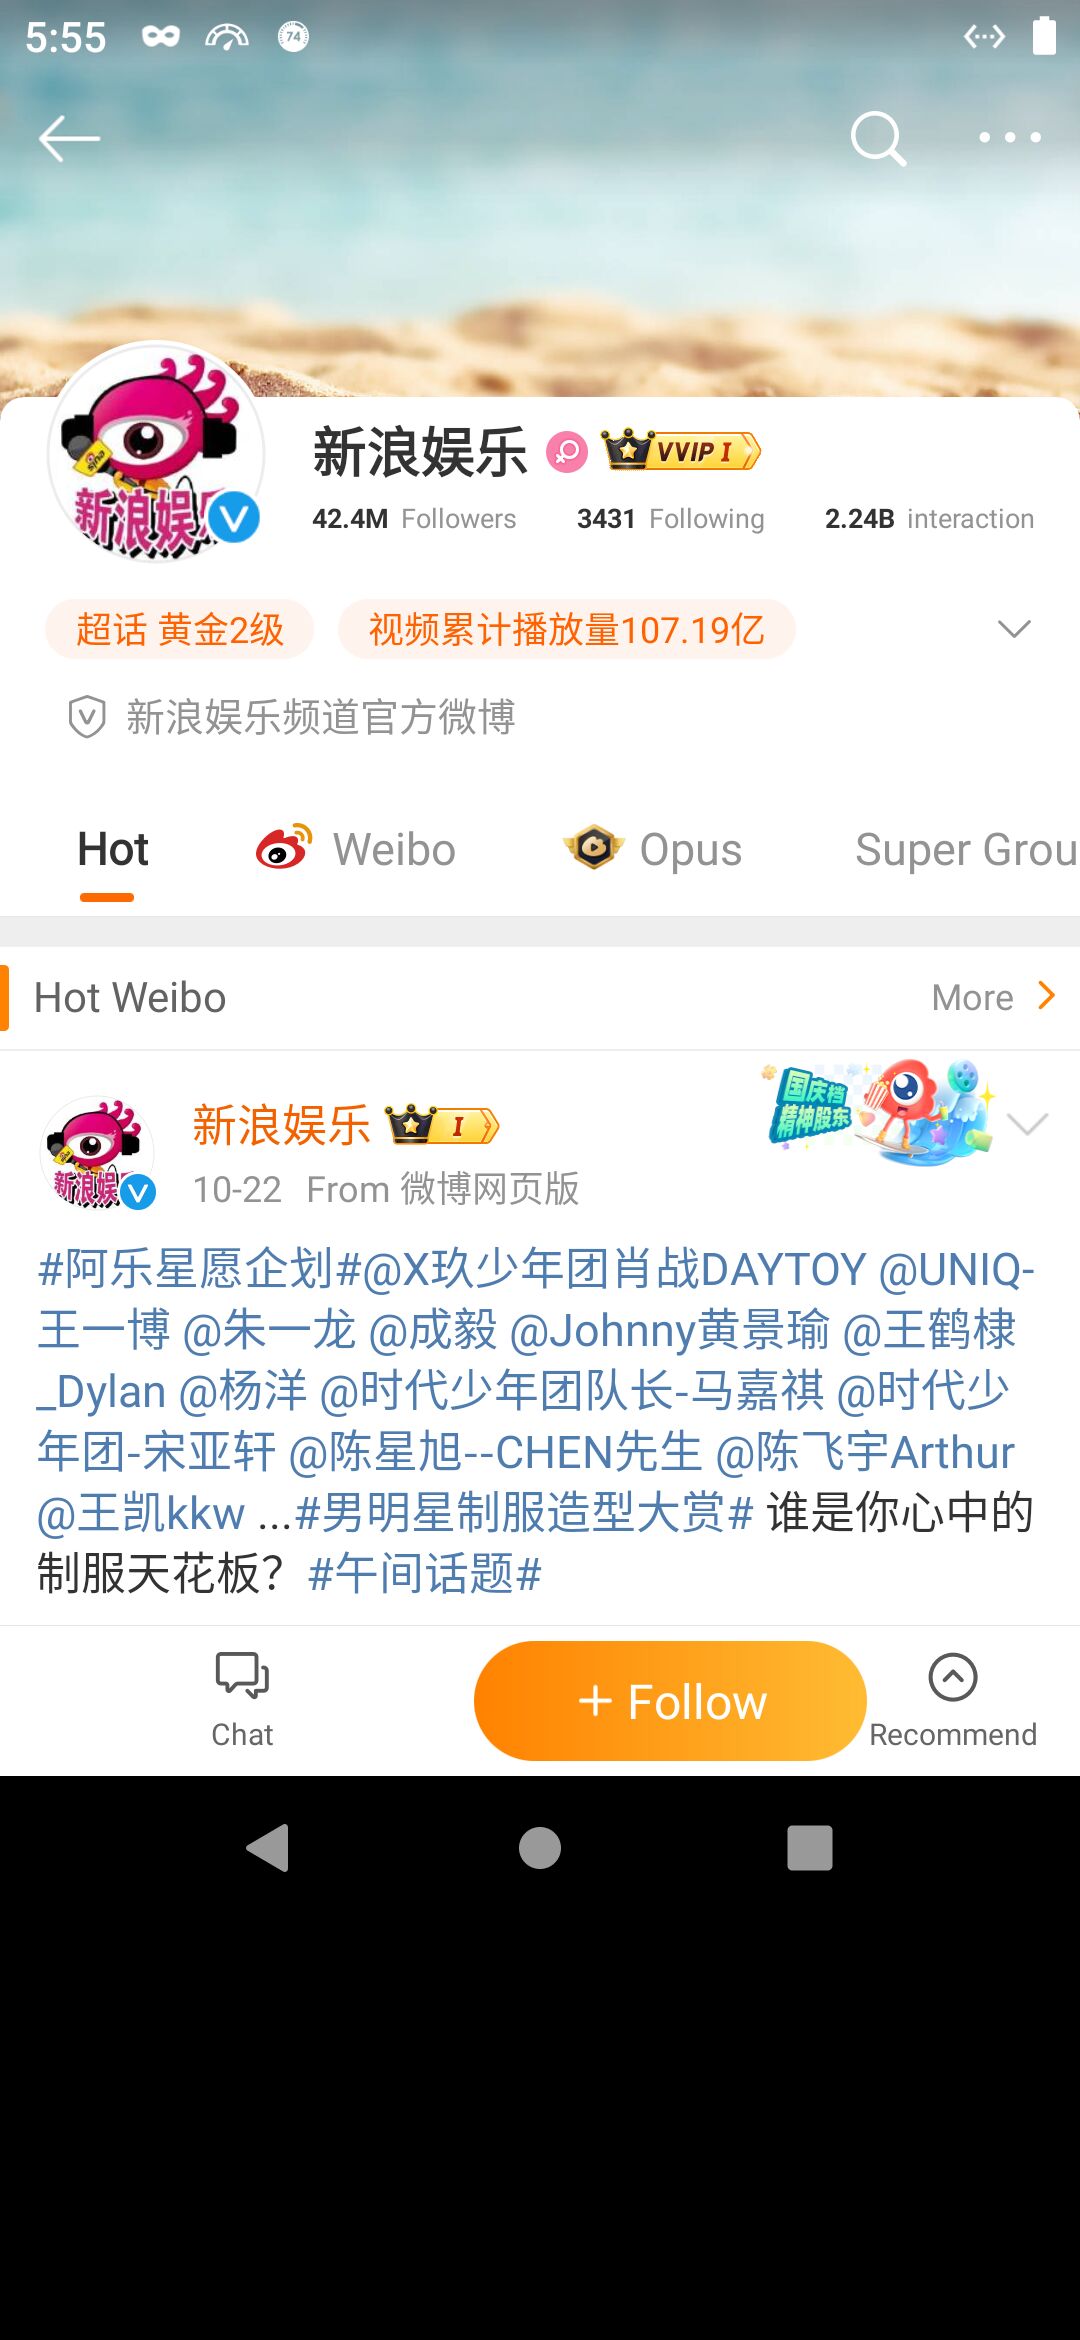 5:55
74
新浪娱乐 VVIP I
42.4M Followers 3431 Following 2.24B interaction
超话 黄金2级 视频累计播放量107.19亿
新浪娱乐频道官方微博
Hot Weibo Opus Super Grou
Hot Weibo More
国庆档
精神股东
新浪娱乐 I
10-22 From 微博网页版
#阿乐星愿企划#@X玖少年团肖战DAYTOY @UNIQ-
王一博 @朱一龙 @成毅 @Johnny黄景瑜 @王鹤棣
_Dylan @杨洋 @时代少年团队长-马嘉祺 @时代少
年团-宋亚轩 @陈星旭--CHEN先生 @陈飞宇Arthur
@王凯kkw ...#男明星制服造型大赏# 谁是你心中的
制服天花板？#午间话题#
Chat + Follow Recommend